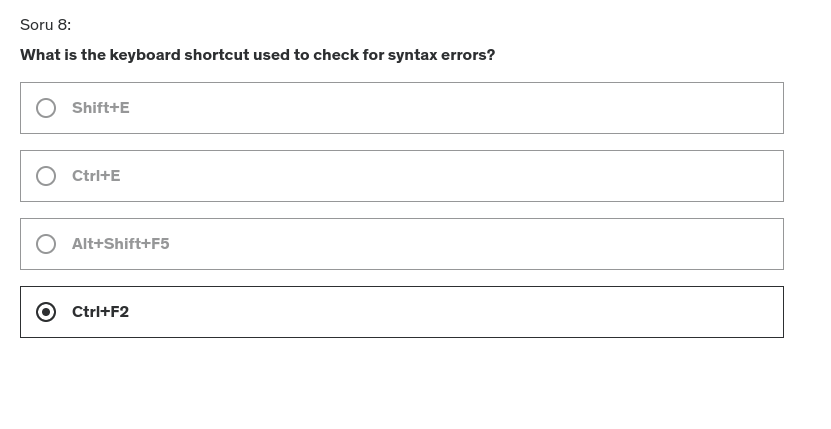 Soru 8:
What is the keyboard shortcut used to check for syntax errors?
Shift+E
Ctrl+E
Alt+Shift+F5
Ctrl+F2